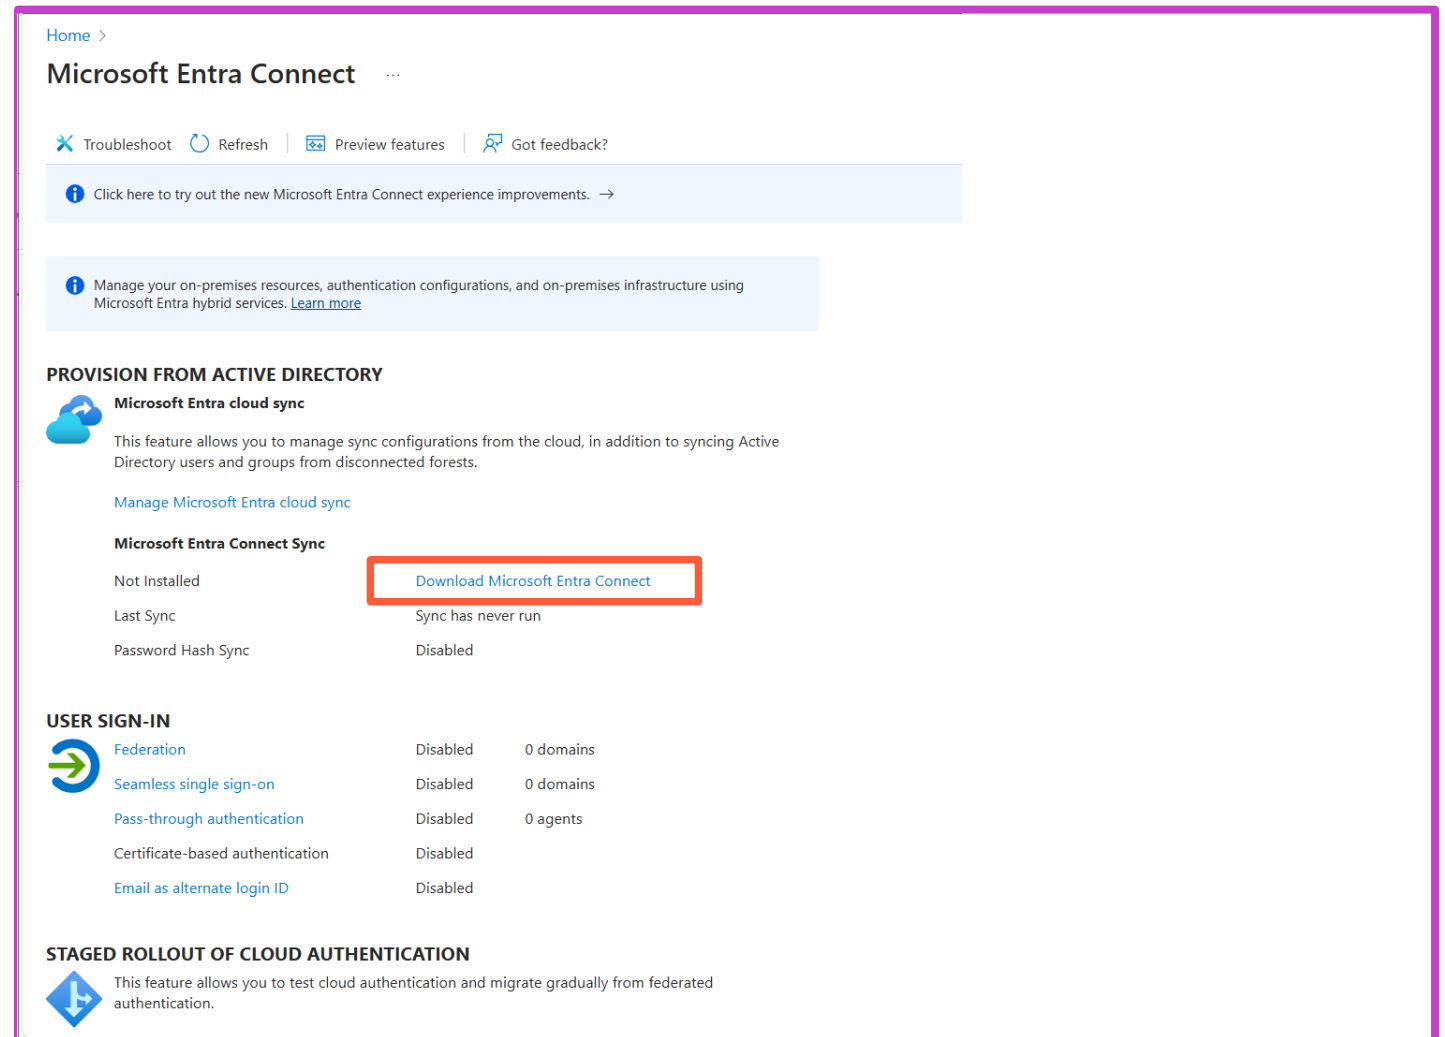 Home >
Microsoft Entra Connect ...
Troubleshoot Refresh Preview features Got feedback?
Click here to try out the new Microsoft Entra Connect experience improvements. →
Manage your on-premises resources, authentication configurations, and on-premises infrastructure using
Microsoft Entra hybrid services. Learn more
PROVISION FROM ACTIVE DIRECTORY
Microsoft Entra cloud sync
This feature allows you to manage sync configurations from the cloud, in addition to syncing Active
Directory users and groups from disconnected forests.
Manage Microsoft Entra cloud sync
Microsoft Entra Connect Sync
Not Installed Download Microsoft Entra Connect
Last Sync Sync has never run
Password Hash Sync Disabled
USER SIGN-IN
Federation Disabled 0 domains
Seamless single sign-on Disabled 0 domains
Pass-through authentication Disabled 0 agents
Certificate-based authentication Disabled
Email as alternate login ID Disabled
STAGED ROLLOUT OF CLOUD AUTHENTICATION
This feature allows you to test cloud authentication and migrate gradually from federated
authentication.